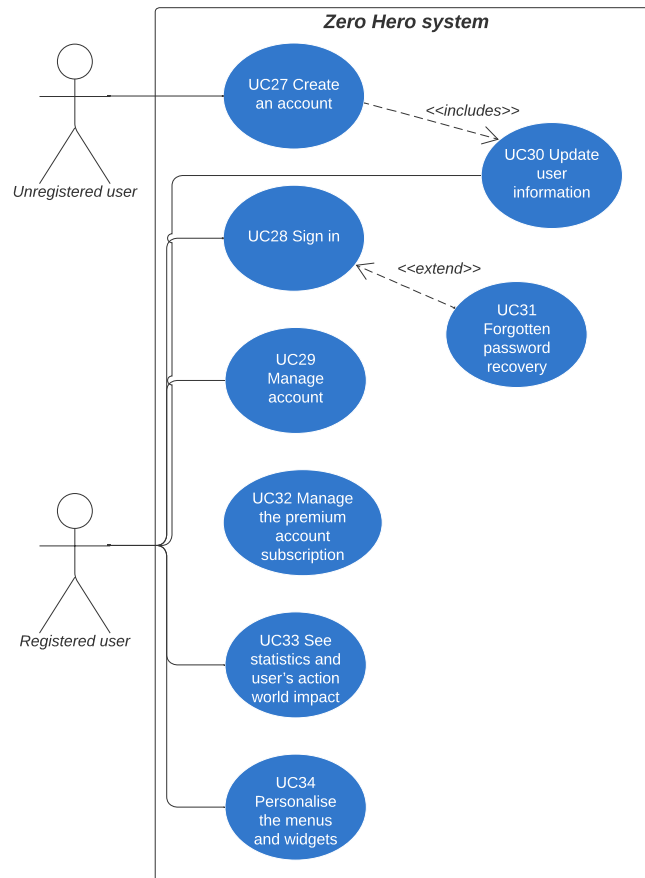 Zero Hero system
UC27 Create
an account
<<includes>>
UC30 Update
user
information
Unregistered user
UC28 Sign in
<<extend>>
UC31
Forgotten
password
recovery
UC29
Manage
account
UC32 Manage
the premium
account
subscription
Registered user
UC33 See
statistics and
user's action
world impact
UC34
Personalise
the menus
and widgets